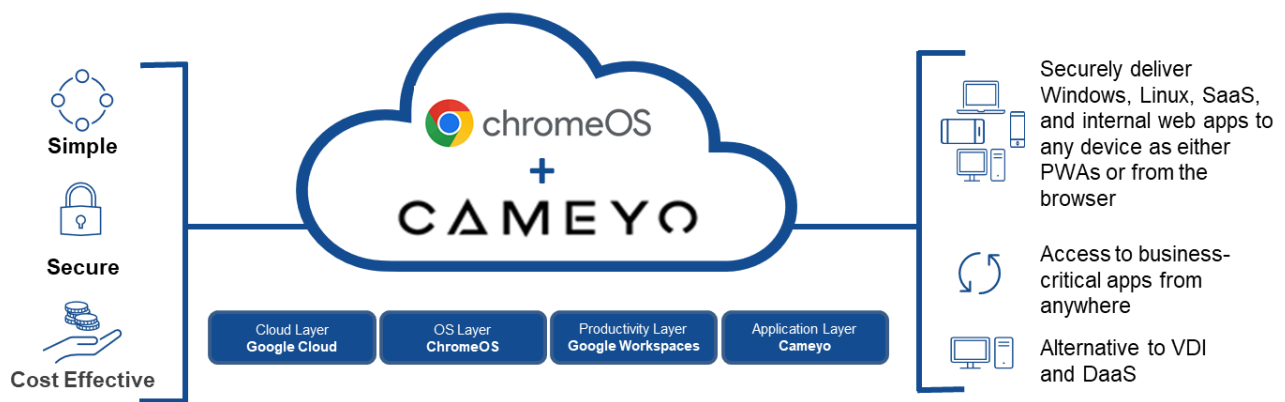 Simple
Secure
Cost Effective
chromeOS
+
CAMEYO
Cloud Layer
Google Cloud
OS Layer
ChromeOS
Productivity Layer
Google Workspaces
Application Layer
Cameyo
Securely deliver
Windows, Linux, SaaS,
and internal web apps to
any device as either
PWAs or from the
browser
Access to business-
critical apps from
anywhere
Alternative to VDI
and DaaS